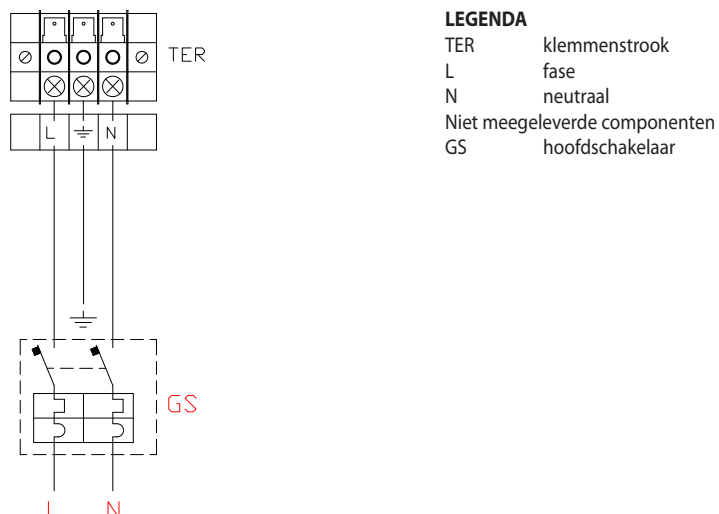 TER
L N
GS
L N
LEGENDA
TER klemmenstrook
L fase
N neutraal
Niet meegeleverde componenten
GS hoofdschakelaar